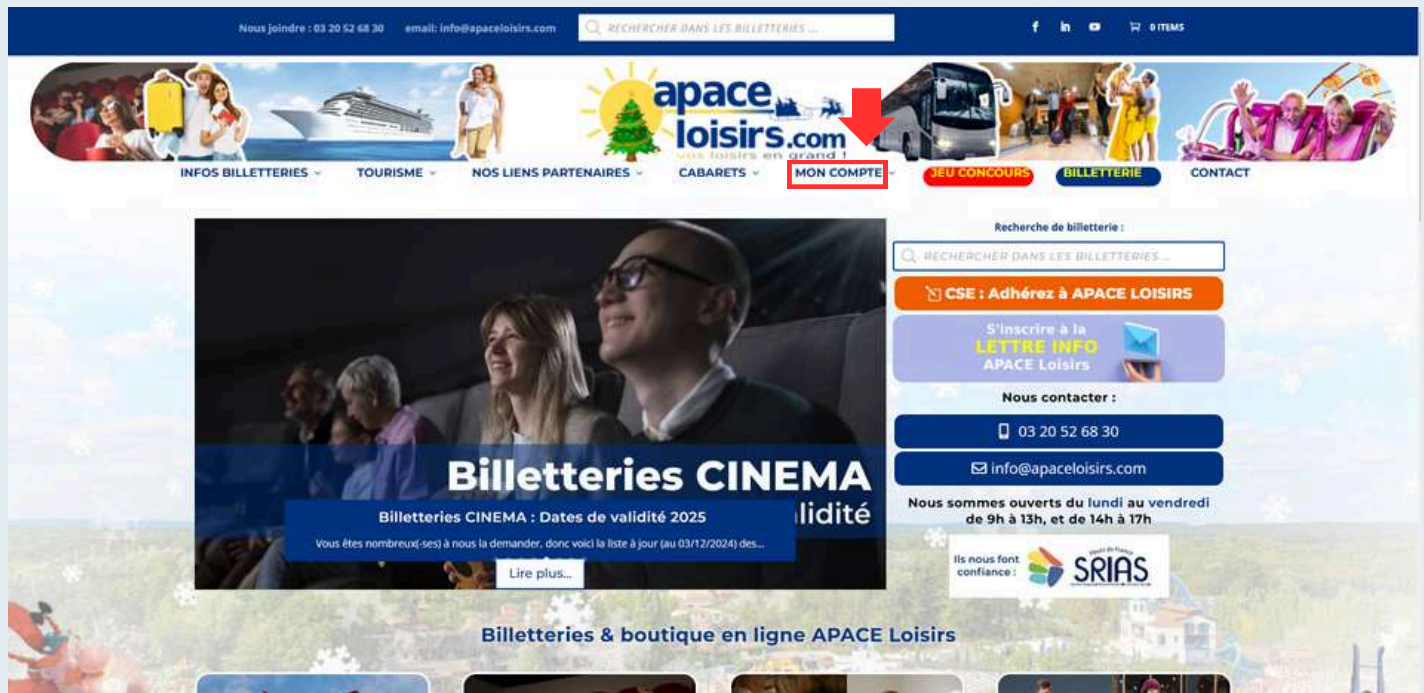 Nous joindre : 03 20 52 68 30 email: info@apaceloisirs.com RECHERCHER DANS LES BILLETTERIES ... 0 ITEMS
apace
loisirs.com
vos loisirs en grand !
INFOS BILLETTERIES TOURISME NOS LIENS PARTENAIRES CABARETS MON COMPTE JEU CONCOURS BILLETTERIE CONTACT
Billetteries CINEMA
lidité
Billetteries CINEMA : Dates de validité 2025
Vous êtes nombreux(-ses) à nous la demander, donc voici la liste à jour (au 03/12/2024) des...
Lire plus...
Recherche de billetterie :
RECHERCHER DANS LES BILLETTERIES ...
CSE : Adhérez à APACE LOISIRS
S'inscrire à la
LETTRE INFO
APACE Loisirs
Nous contacter :
03 20 52 68 30
info@apaceloisirs.com
Nous sommes ouverts du lundi au vendredi
de 9h à 13h, et de 14h à 17h
Ils nous font
confiance :
SRIAS
Billetteries & boutique en ligne APACE Loisirs